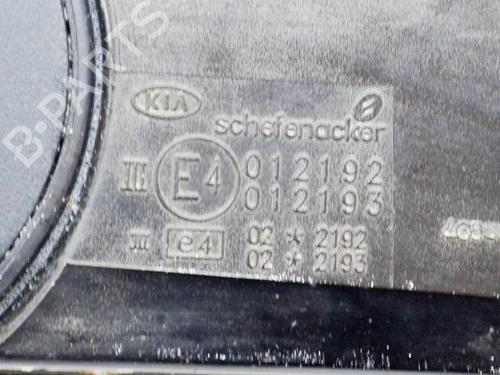 KIA
schefenacker
III E4 012192
012193
III e4 02 * 2192
02 * 2193
B-PARTS